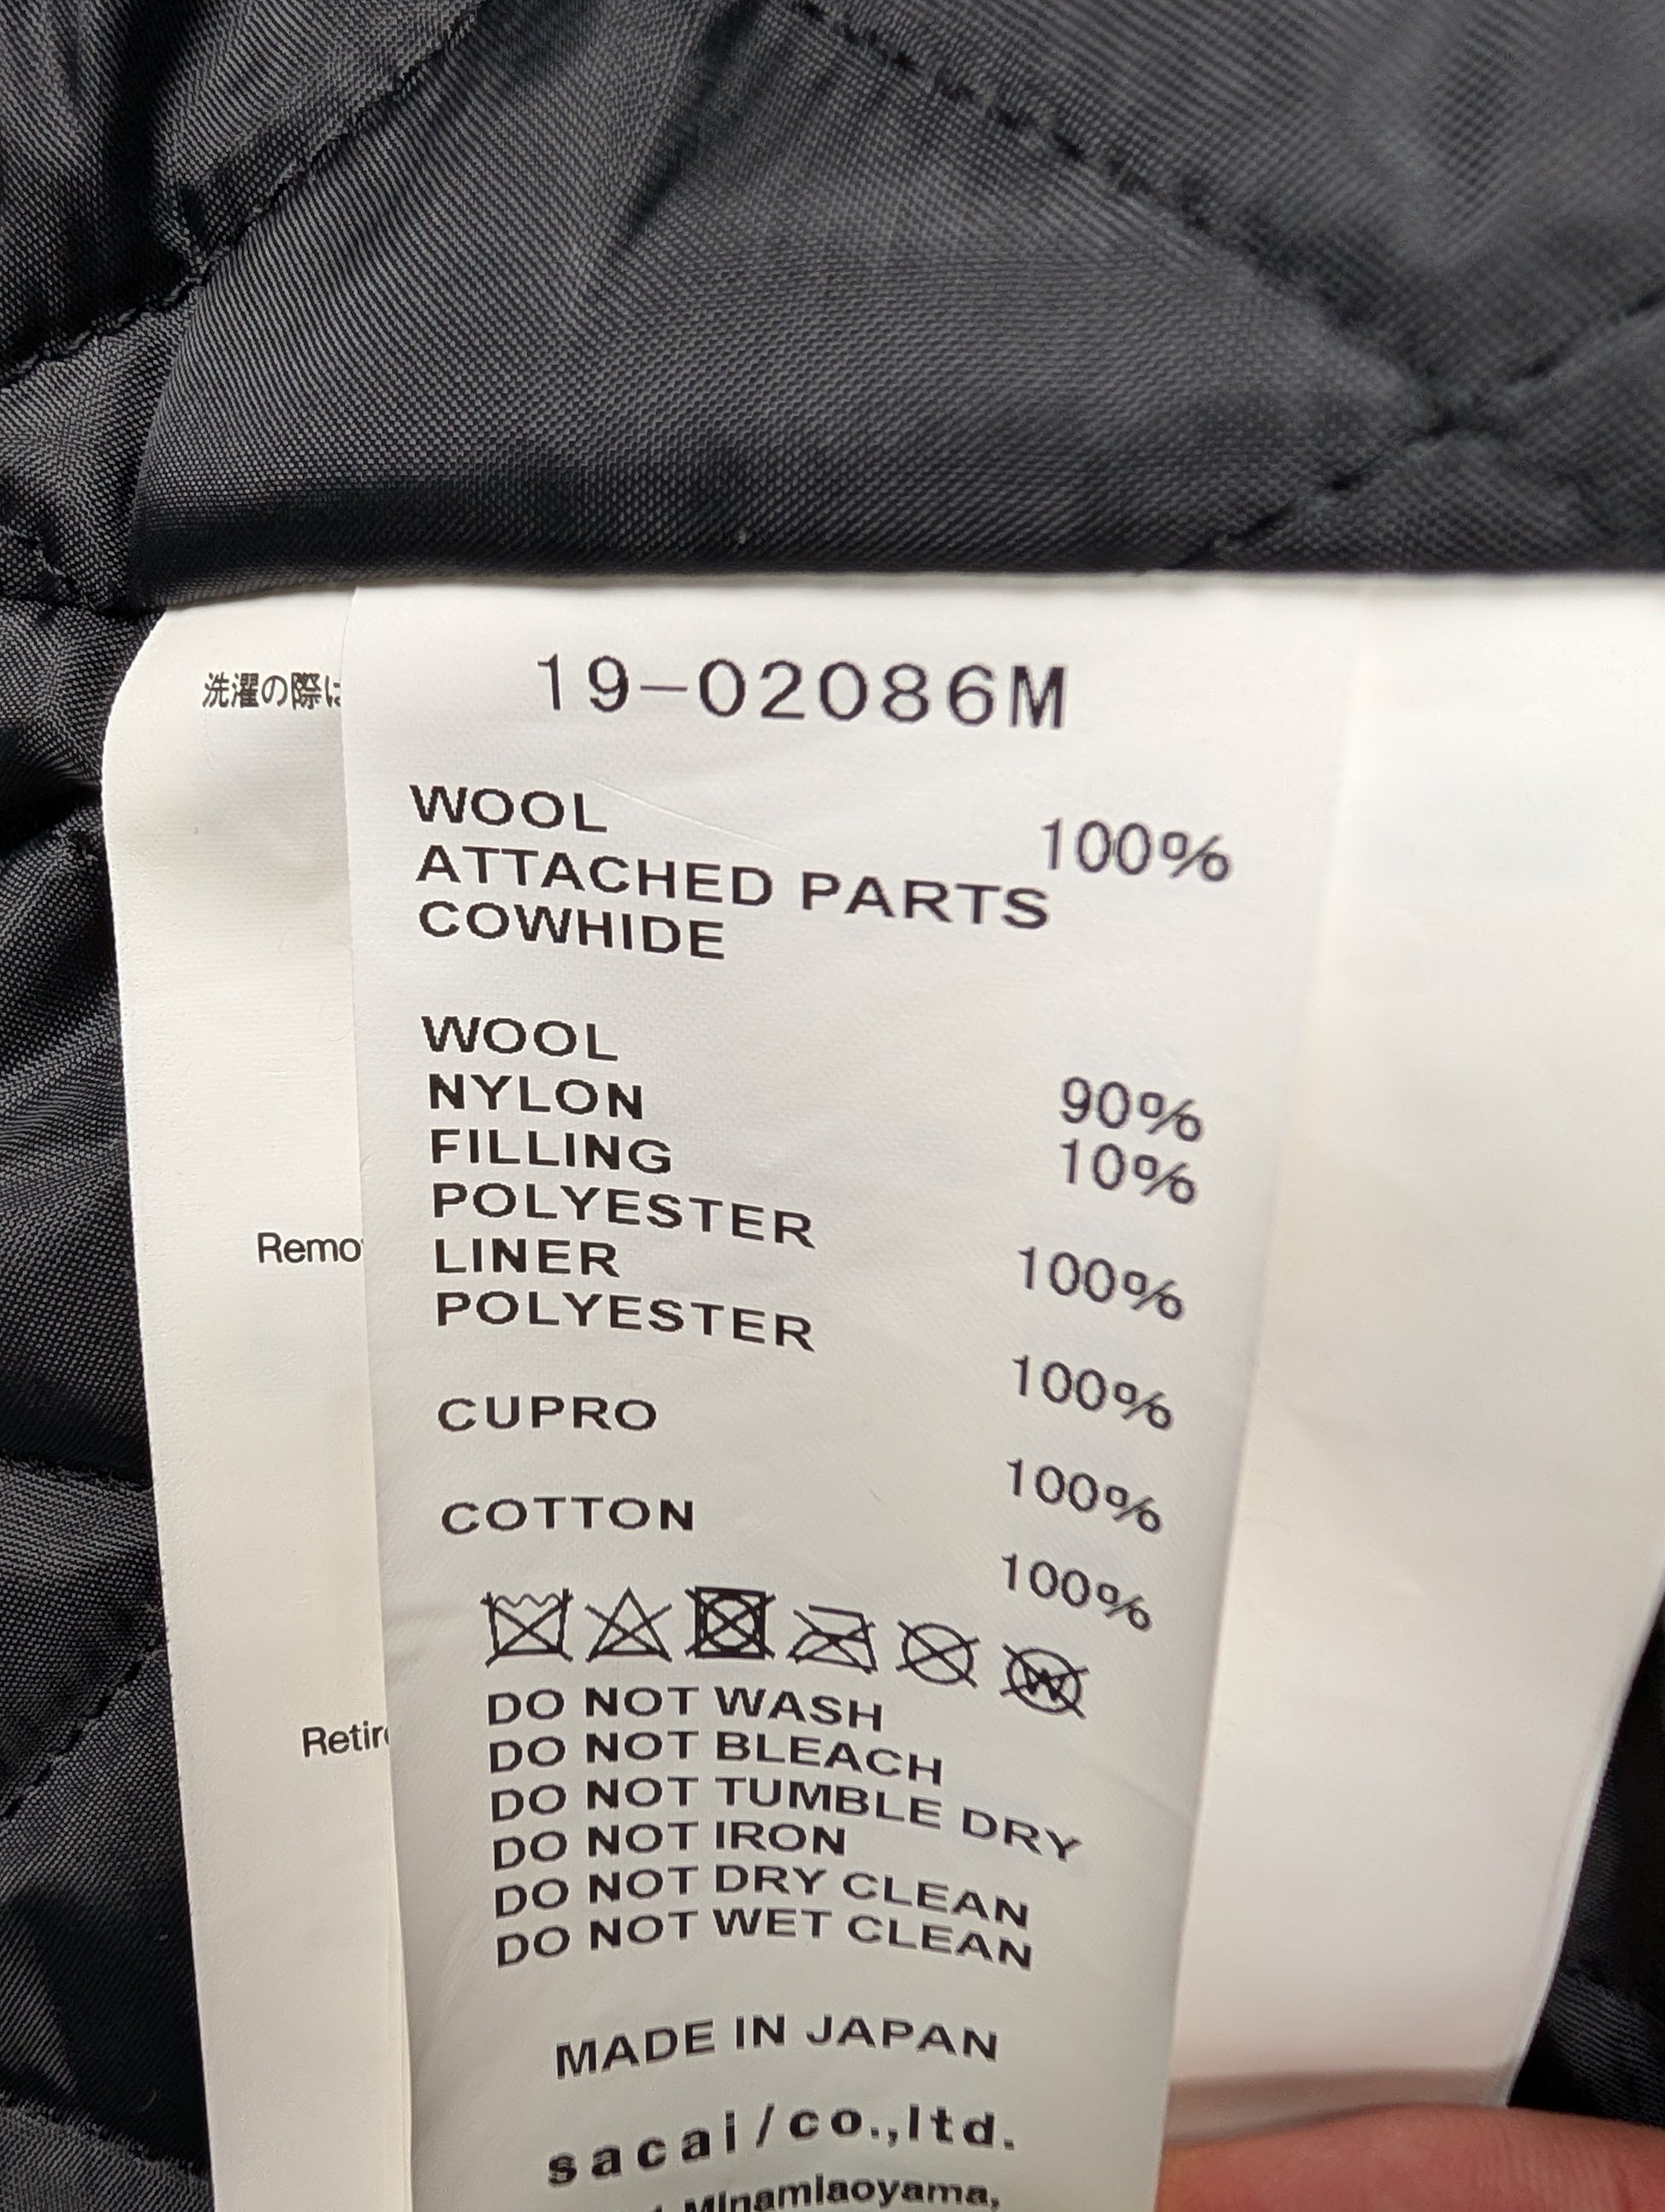 洗濯の際に
19-02086M
WOOL 100%
ATTACHED PARTS
COWHIDE
WOOL 90%
NYLON 10%
FILLING
POLYESTER 100%
LINER
POLYESTER 100%
CUPRO 100%
COTTON 100%
W
DO NOT WASH
DO NOT BLEACH
DO NOT TUMBLE DRY
DO NOT IRON
DO NOT DRY CLEAN
DO NOT WET CLEAN
MADE IN JAPAN
sacai/co.,ltd.
Minamiaoyama,
Remo
Retir